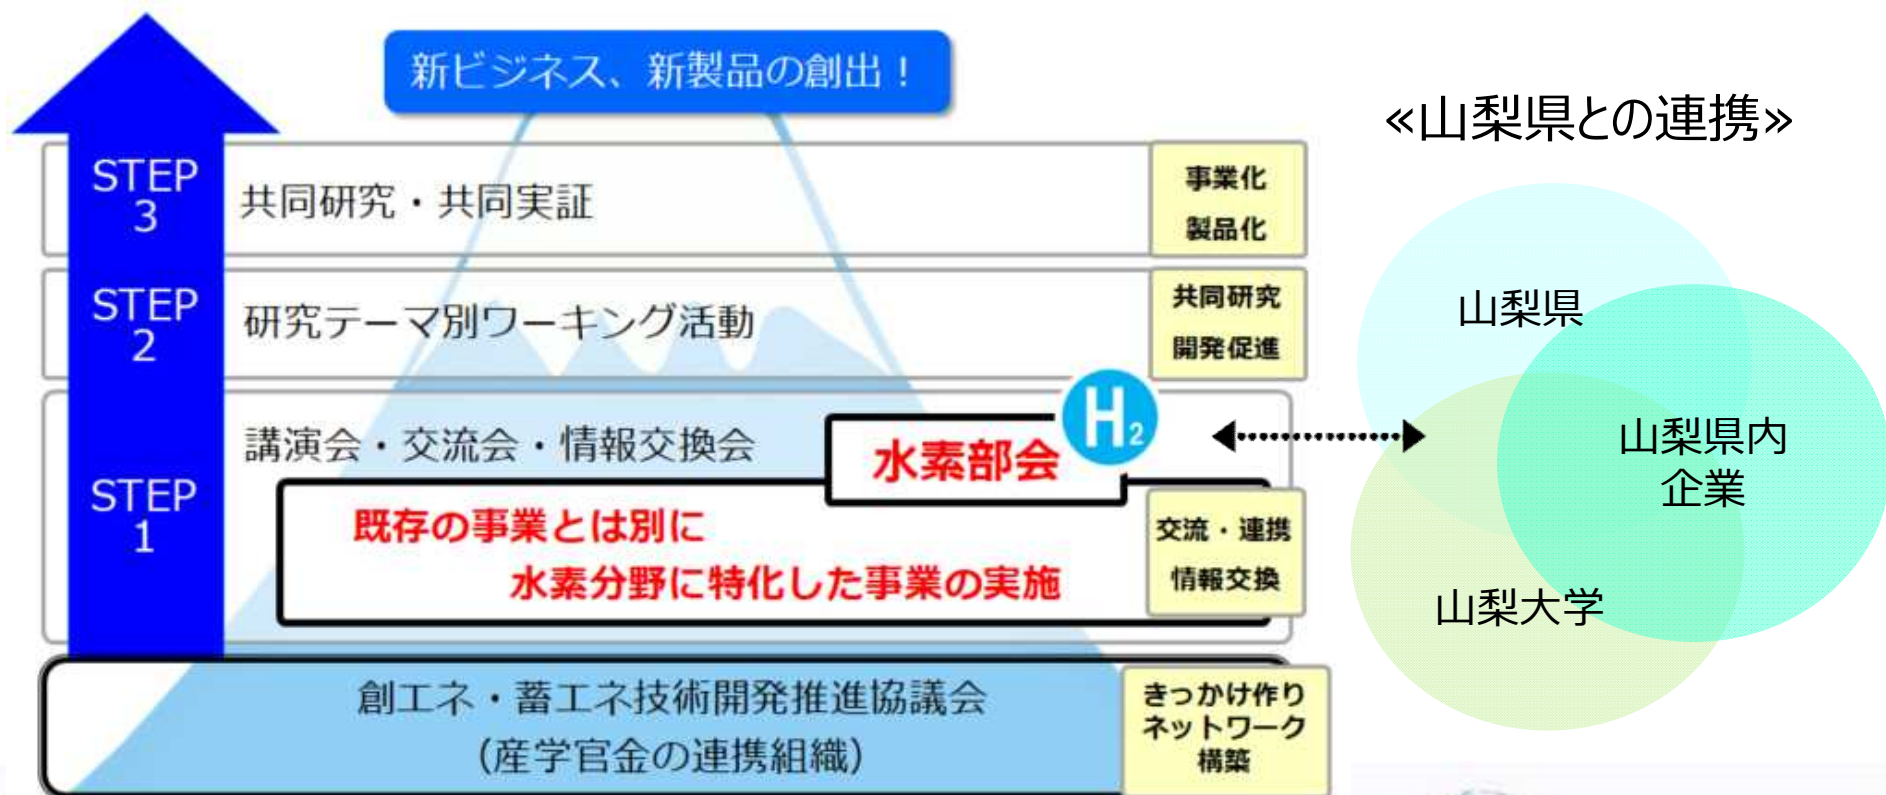 新ビジネス、新製品の創出！
STEP
3
共同研究・共同実証
事業化
製品化
STEP
2
研究テーマ別ワーキング活動
共同研究
開発促進
STEP
1
講演会・交流会・情報交換会
水素部会
H2
既存の事業とは別に
水素分野に特化した事業の実施
交流・連携
情報交換
創エネ・蓄エネ技術開発推進協議会
(産学官金の連携組織)
きっかけ作り
ネットワーク
構築
≪山梨県との連携≫
山梨県
山梨県内
企業
山梨大学